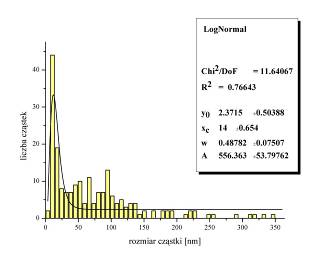 LogNormal
Chi^2/DoF = 11.64067
R^2 = 0.76643
y0 2.3715 ±0.50388
xc 14 ±0.654
w 0.48782 ±0.07507
A 556.363 ±53.79762
liczba cząstek
40
30
20
10
0
0 50 100 150 200 250 300 350
rozmiar cząstki [nm]